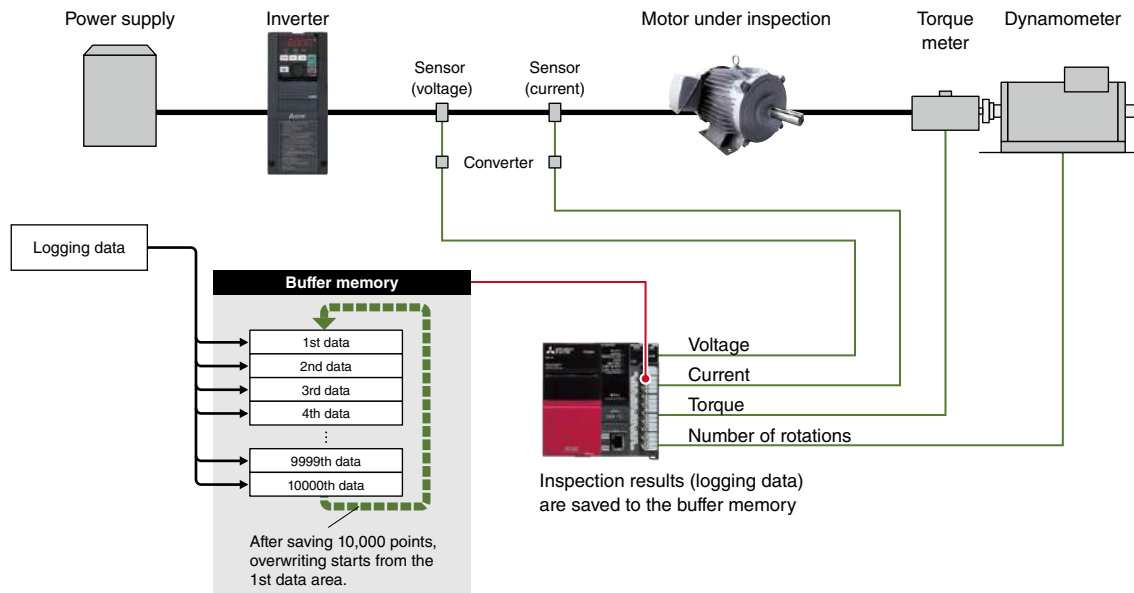 Power supply
Inverter
Motor under inspection
Torque
meter
Dynamometer
Sensor
(voltage)
Sensor
(current)
Converter
Logging data
Buffer memory
1st data
2nd data
3rd data
4th data
⋮
9999th data
10000th data
After saving 10,000 points,
overwriting starts from the
1st data area.
Voltage
Current
Torque
Number of rotations
Inspection results (logging data)
are saved to the buffer memory